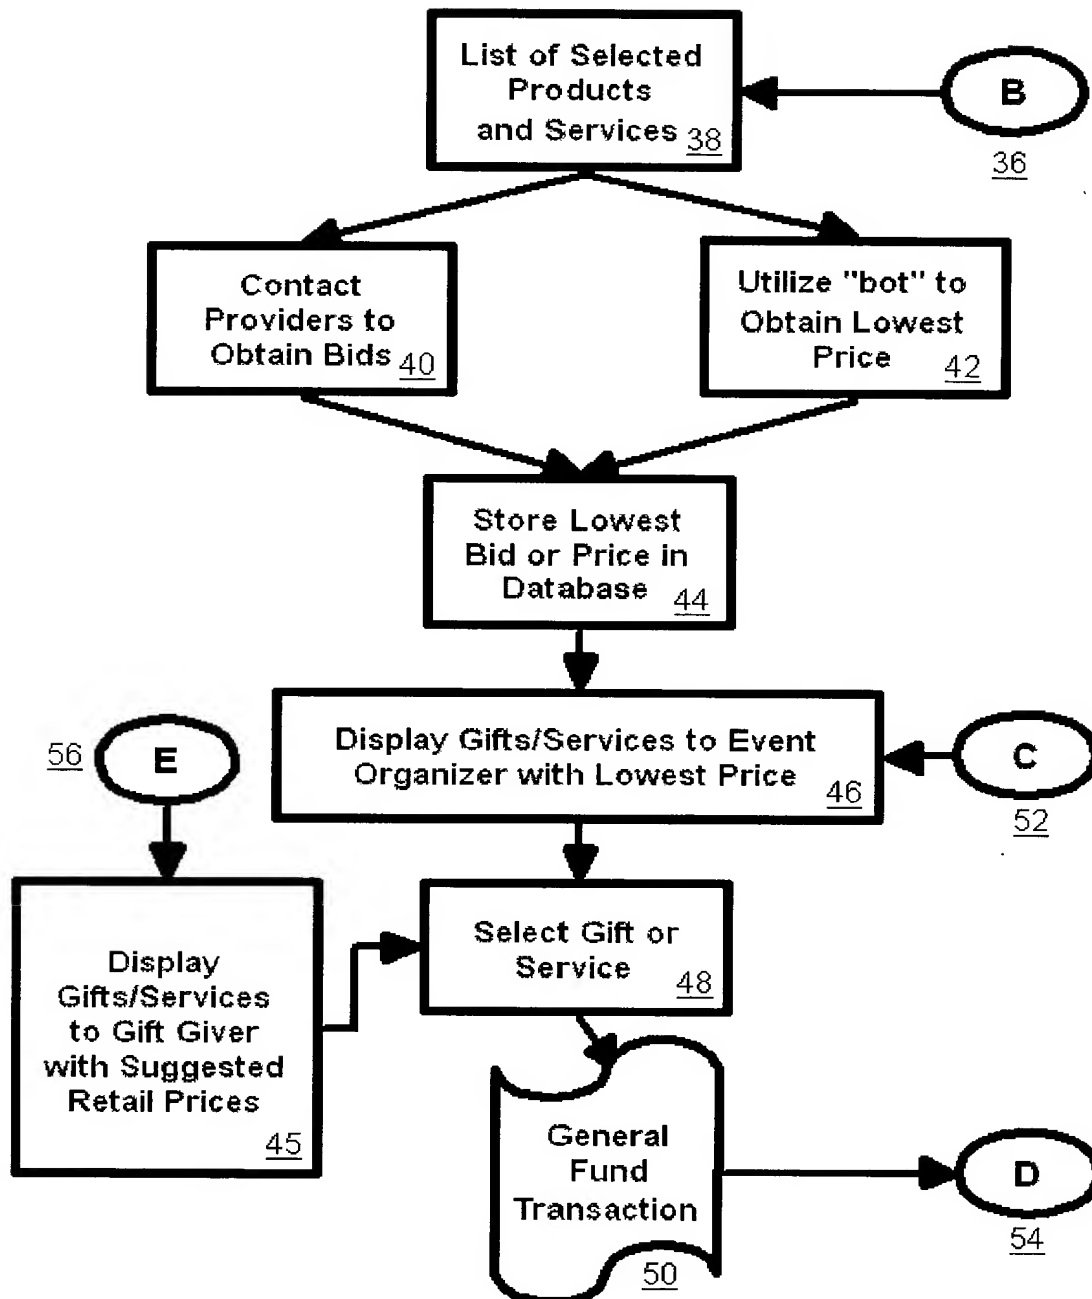 List of Selected
Products
and Services
38
B
36
Contact
Providers to
Obtain Bids
40
Utilize "bot" to
Obtain Lowest
Price
42
Store Lowest
Bid or Price in
Database
44
Display Gifts/Services to Event
Organizer with Lowest Price
46
C
52
56
E
Display
Gifts/Services
to Gift Giver
with Suggested
Retail Prices
45
Select Gift or
Service
48
General
Fund
Transaction
50
D
54